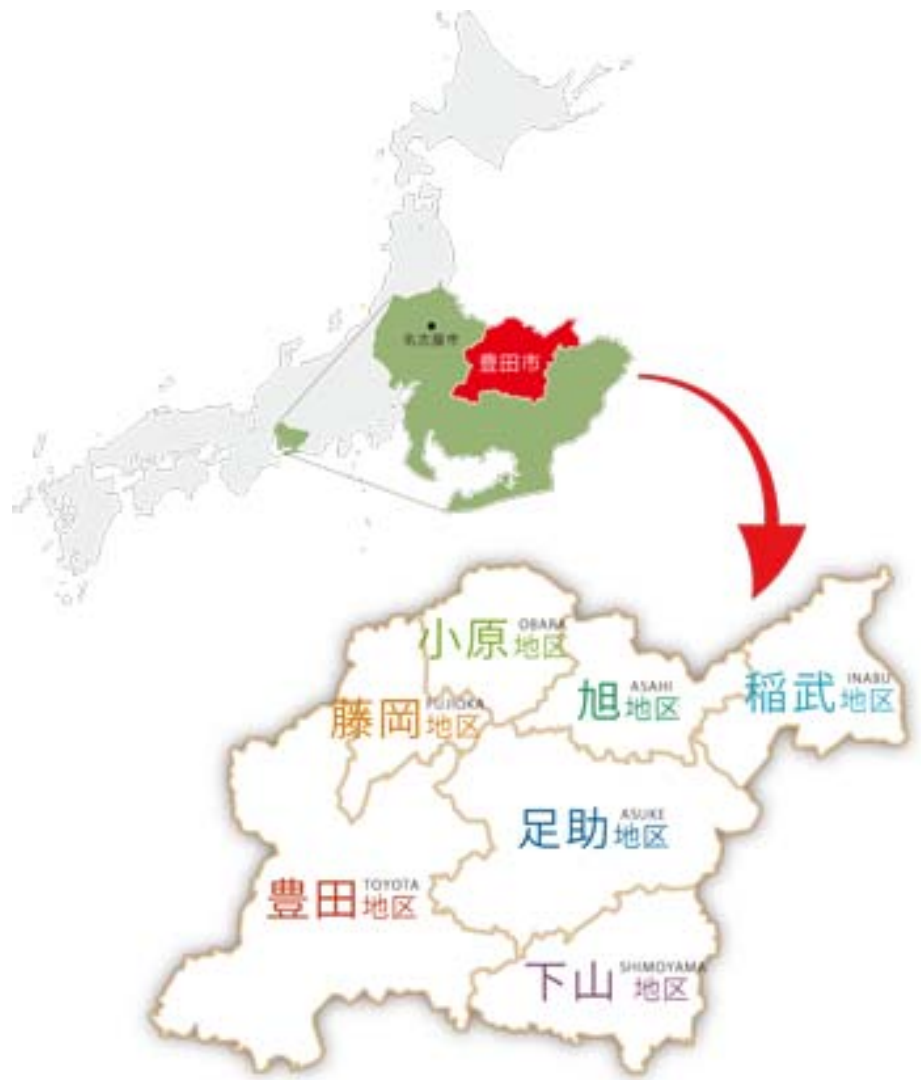 名古屋市
豊田市
OBARA
小原地区
ASAHI
旭地区
INABU
稲武地区
FUJIOKA
藤岡地区
ASUKE
足助地区
TOYOTA
豊田地区
SHIMOYAMA
下山地区